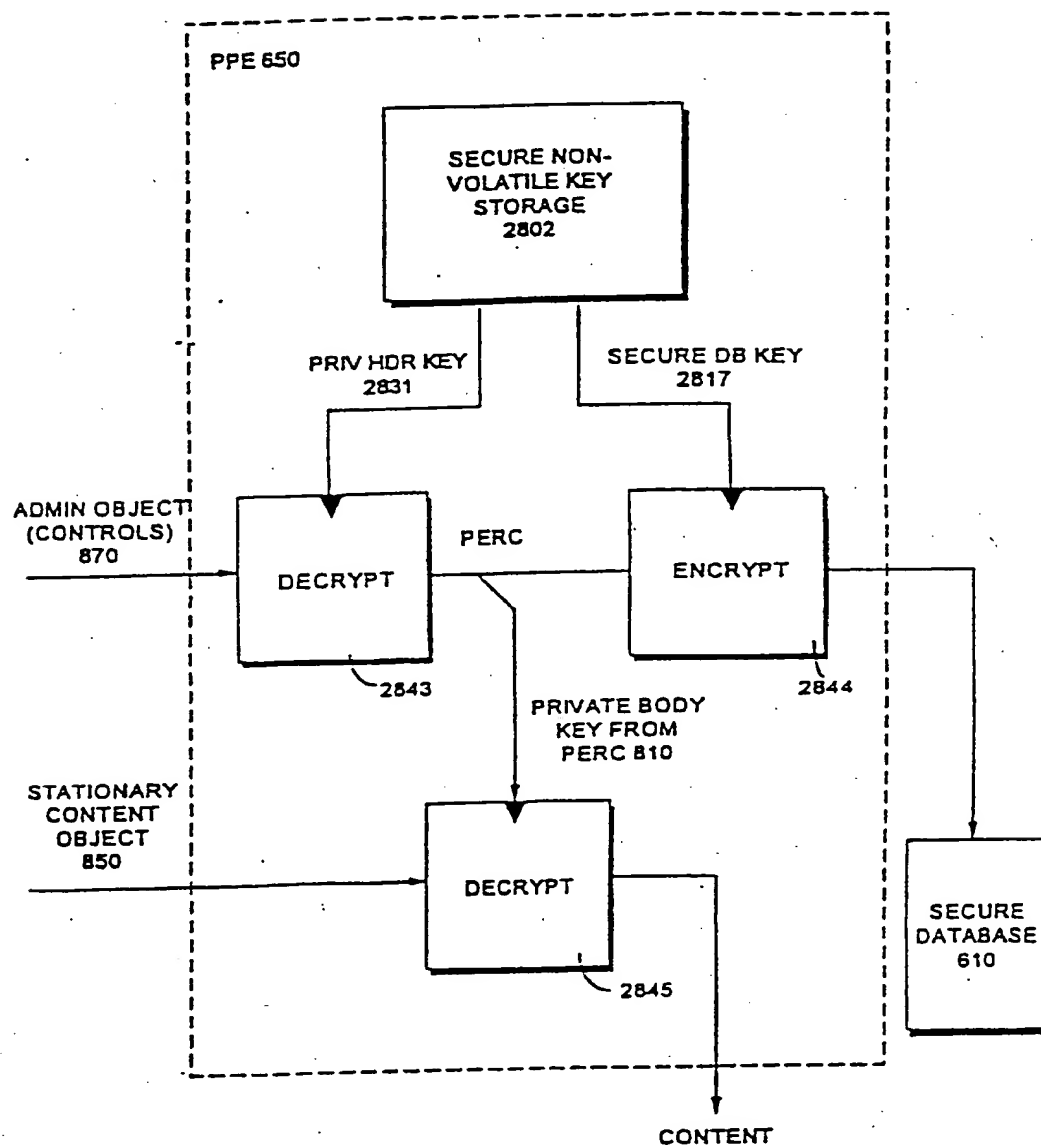 PPE 650
SECURE NON-
VOLATILE KEY
STORAGE
2802
PRIV HDR KEY
2831
SECURE DB KEY
2817
ADMIN OBJECT
(CONTROLS)
870
DECRYPT
PERC
ENCRYPT
2843
2844
PRIVATE BODY
KEY FROM
PERC 810
STATIONARY
CONTENT
OBJECT
850
DECRYPT
2845
SECURE
DATABASE
610
CONTENT